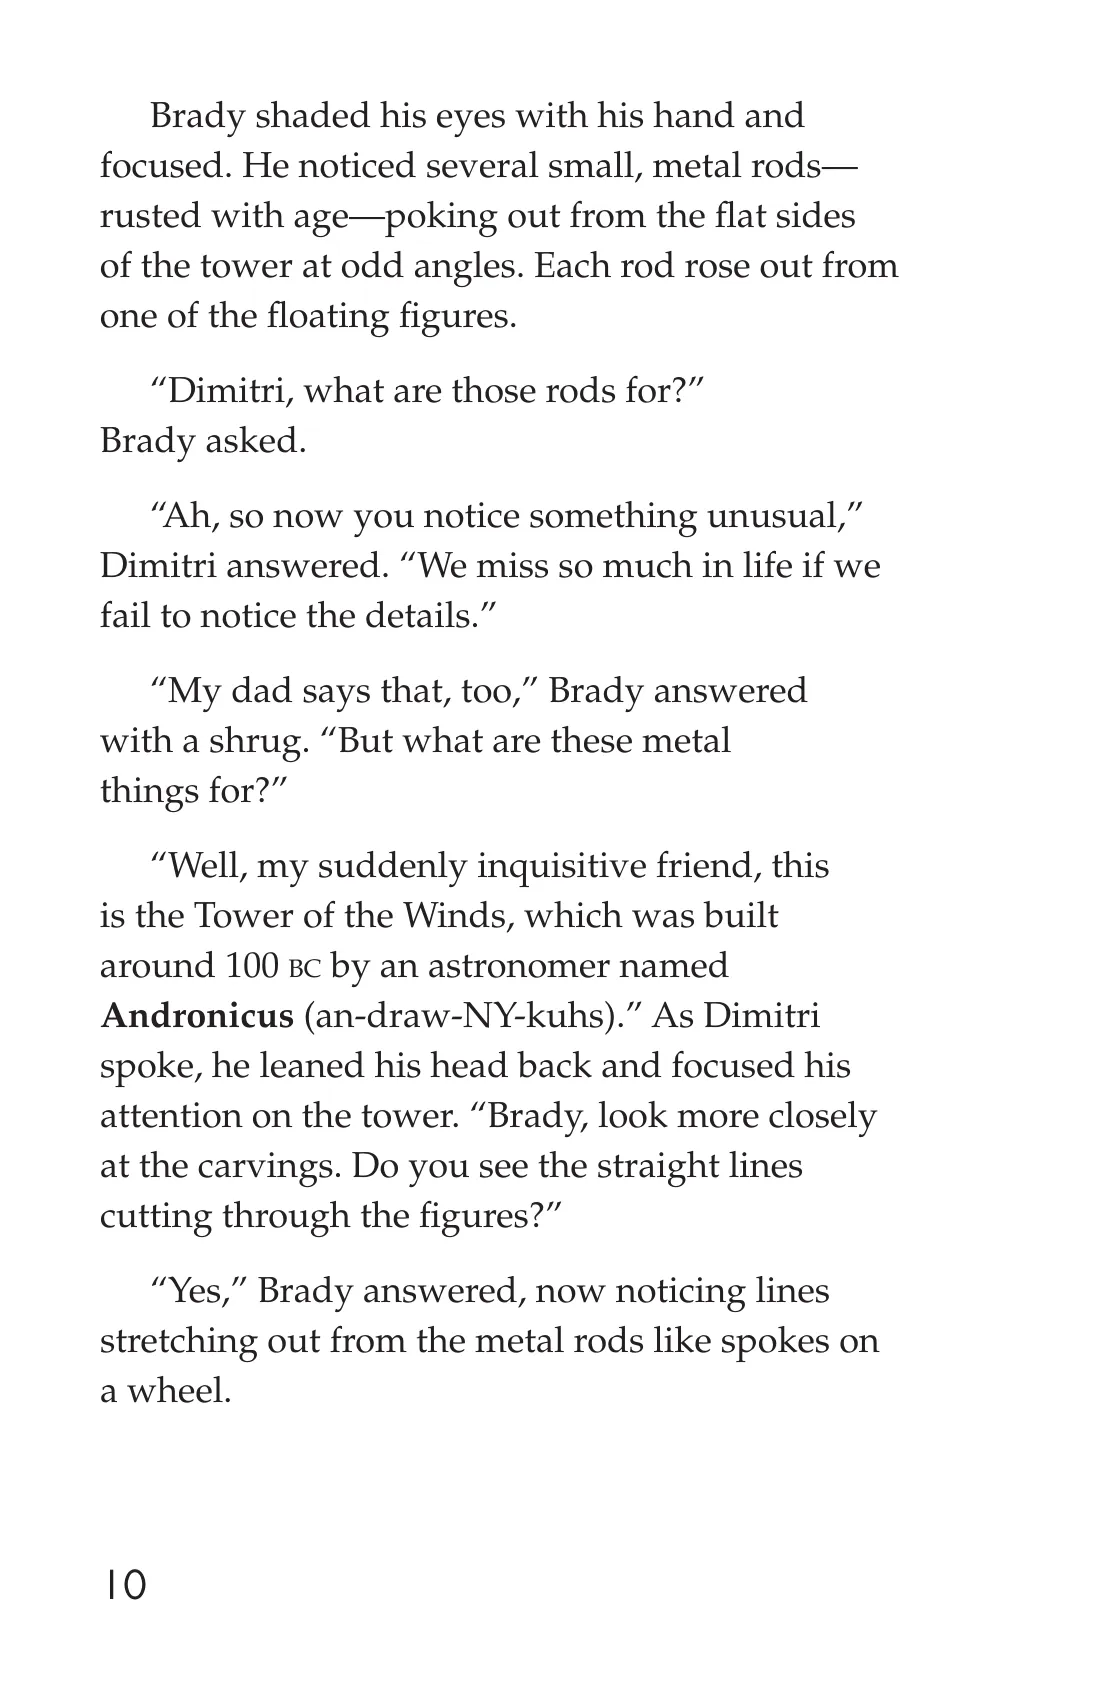 Brady shaded his eyes with his hand and
focused. He noticed several small, metal rods—
rusted with age—poking out from the flat sides
of the tower at odd angles. Each rod rose out from
one of the floating figures.
“Dimitri, what are those rods for?”
Brady asked.
“Ah, so now you notice something unusual,”
Dimitri answered. “We miss so much in life if we
fail to notice the details.”
“My dad says that, too,” Brady answered
with a shrug. “But what are these metal
things for?”
“Well, my suddenly inquisitive friend, this
is the Tower of the Winds, which was built
around 100 BC by an astronomer named
Andronicus (an-draw-NY-kuhs).” As Dimitri
spoke, he leaned his head back and focused his
attention on the tower. “Brady, look more closely
at the carvings. Do you see the straight lines
cutting through the figures?”
“Yes,” Brady answered, now noticing lines
stretching out from the metal rods like spokes on
a wheel.
10